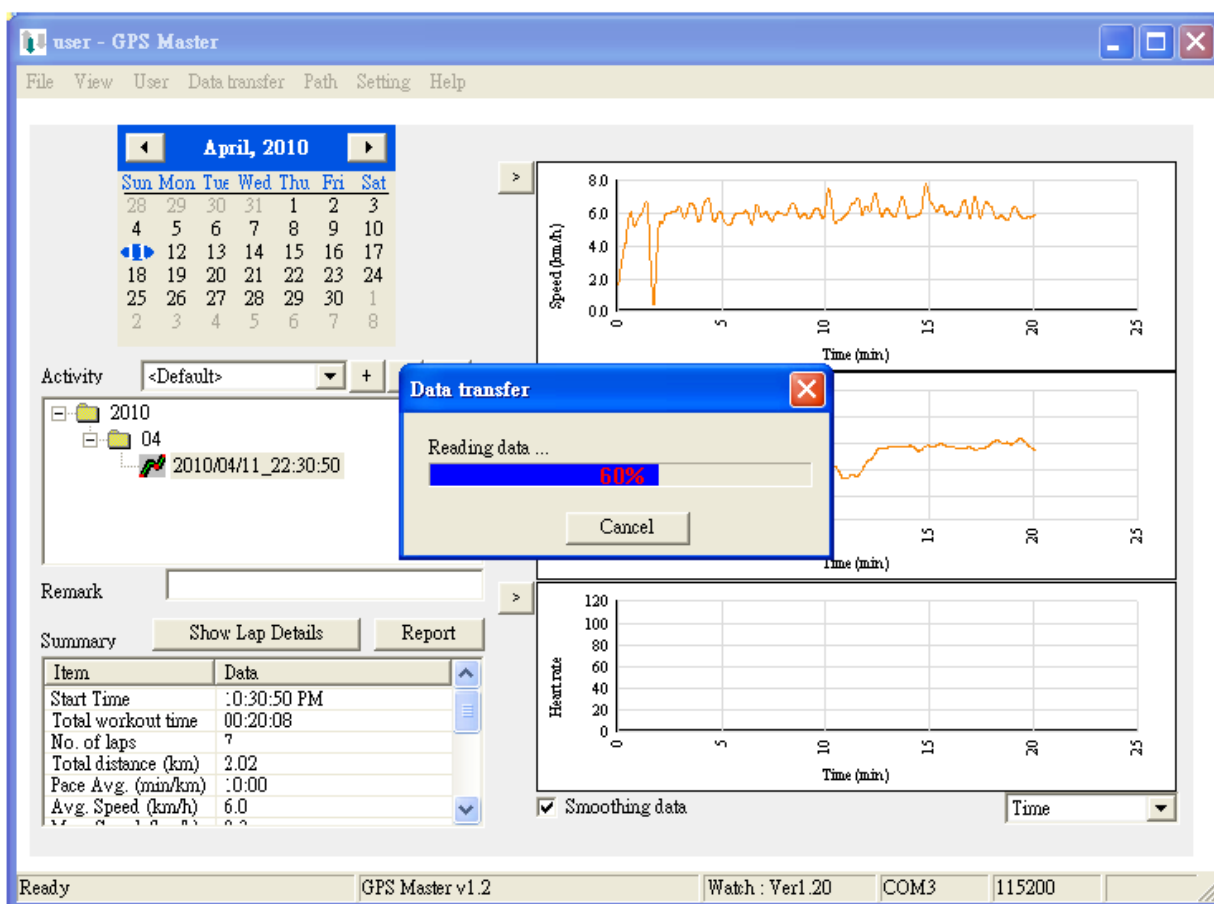 user - GPS Master
File View User Data transfer Path Setting Help
April, 2010
Sun Mon Tue Wed Thu Fri Sat
28 29 30 31 1 2 3
4 5 6 7 8 9 10
12 13 14 15 16 17
18 19 20 21 22 23 24
25 26 27 28 29 30 1
2 3 4 5 6 7 8
Activity <Default> +
2010
04
2010/04/11_22:30:50
Remark
Summary Show Lap Details Report
Item Data
Start Time :0:30:50 PM
Total workout time 00:20:08
No. of laps 7
Total distance (km) 2.02
Pace Avg. (min/km) :0:00
Avg. Speed (km/h) 6.0
>
Speed (km/h)
8.0
6.0
4.0
2.0
0.0
0 5 10 15 20 25
Time (min.)
Data transfer
Reading data ...
60%
Cancel
15 20 25
Time (min.)
>
Heart rate
120
100
80
60
40
20
0
0 5 10 15 20 25
Time (min.)
Smoothing data Time
Ready GPS Master v1.2 Watch : Ver1.20 COM3 115200